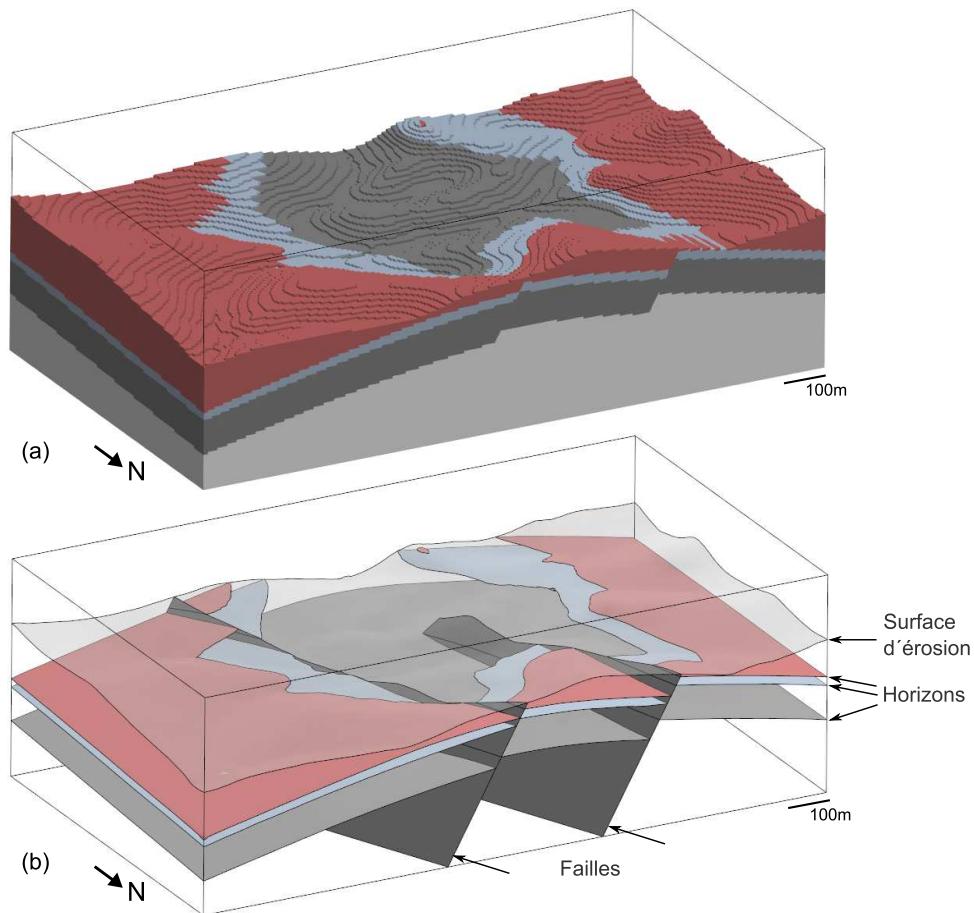 100m
(a)
N
Surface
d´érosion
Horizons
100m
(b)
N
Failles